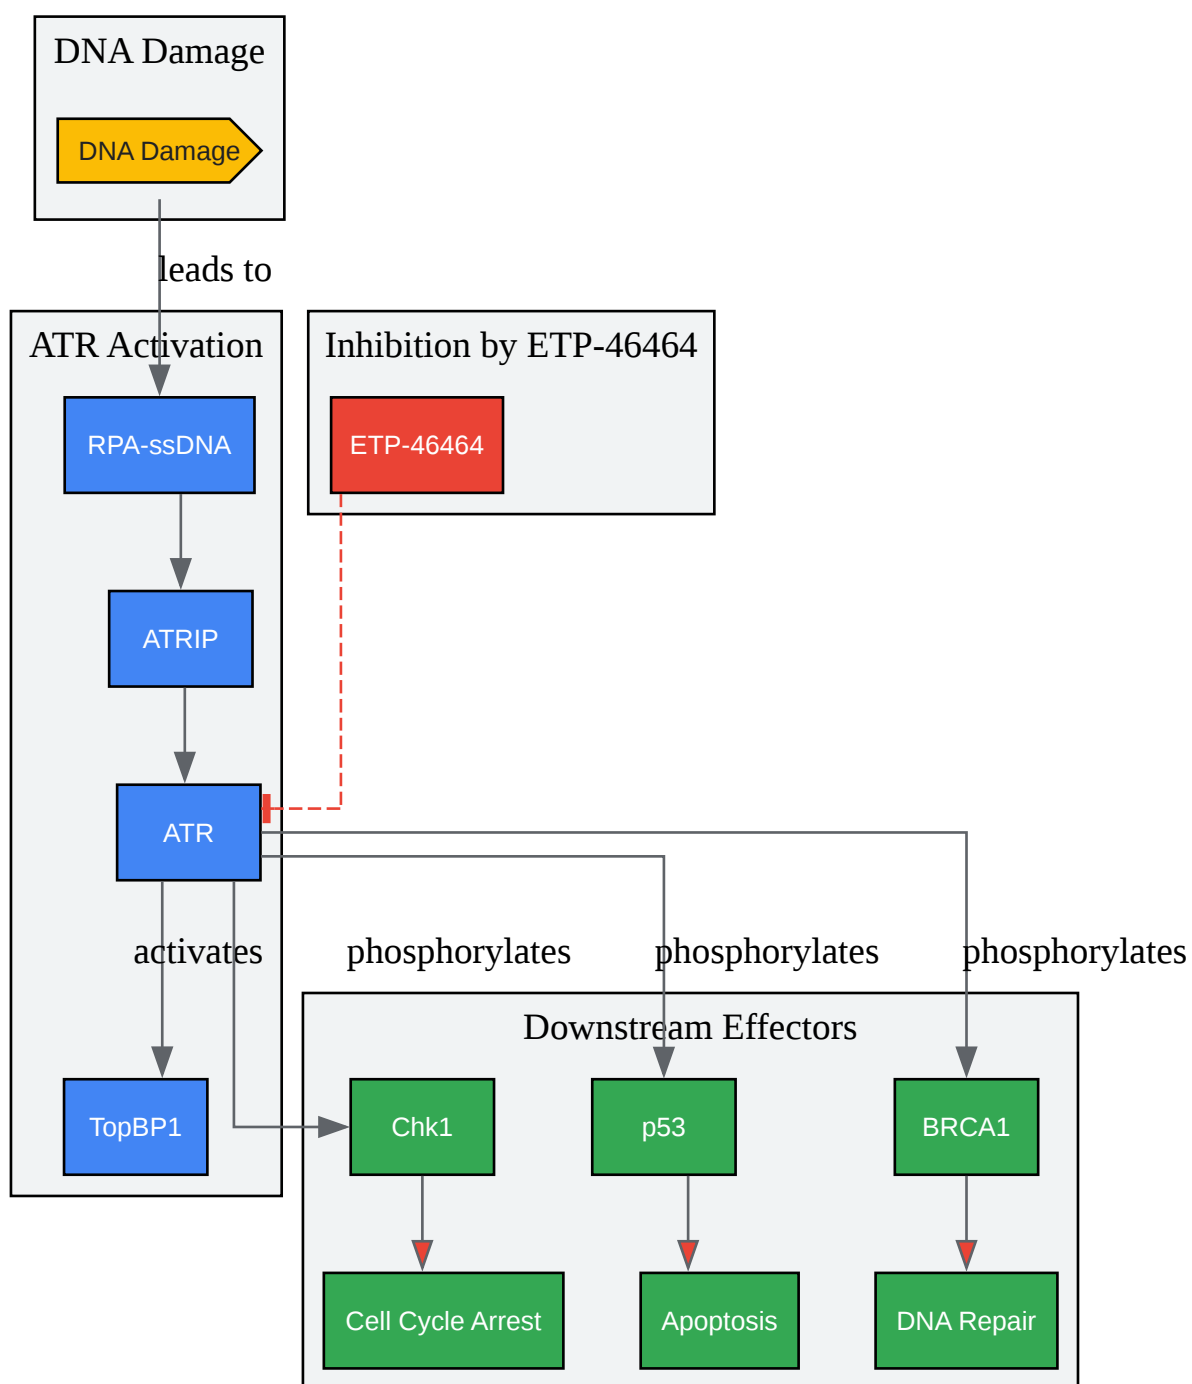 DNA Damage
DNA Damage
leads to
ATR Activation
Inhibition by ETP-46464
RPA-ssDNA
ETP-46464
ATRIP
ATR
activates
phosphorylates
phosphorylates
phosphorylates
Downstream Effectors
TopBP1
Chk1
p53
BRCA1
Cell Cycle Arrest
Apoptosis
DNA Repair